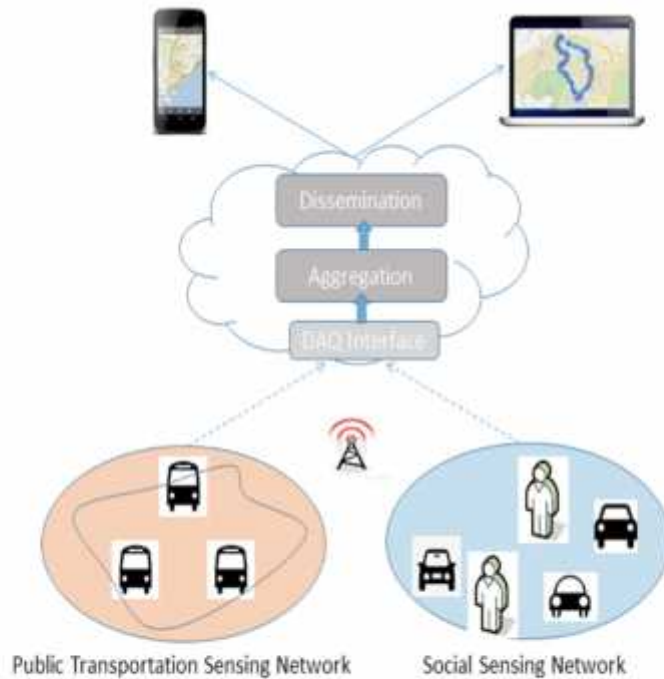 Dissemination
Aggregation
DAQ Interface
Public Transportation Sensing Network
Social Sensing Network